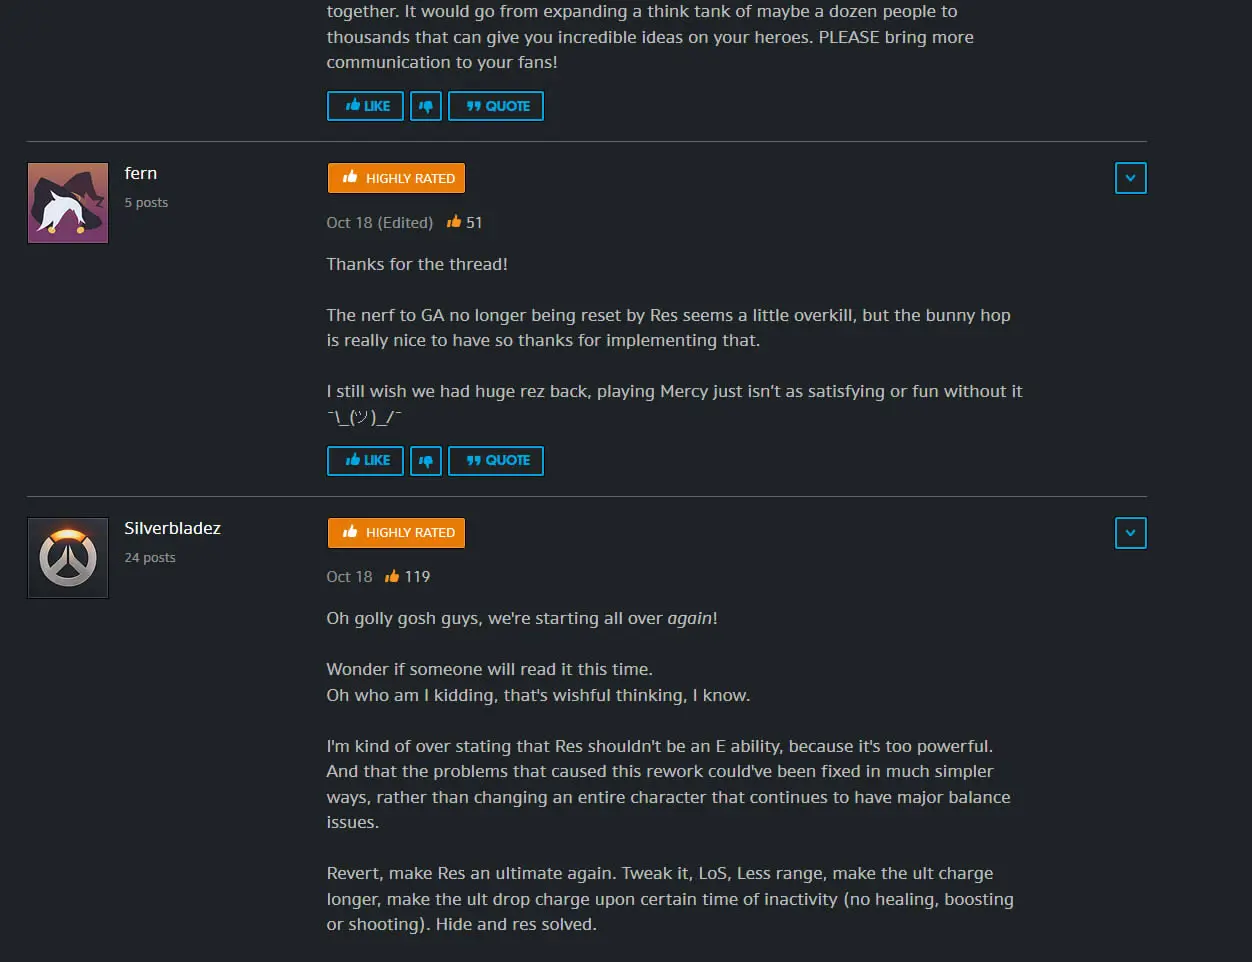 together. It would go from expanding a think tank of maybe a dozen people to
thousands that can give you incredible ideas on your heroes. PLEASE bring more
communication to your fans!
LIKE QUOTE
fern
5 posts
HIGHLY RATED
Oct 18 (Edited) 51
Thanks for the thread!
The nerf to GA no longer being reset by Res seems a little overkill, but the bunny hop
is really nice to have so thanks for implementing that.
I still wish we had huge rez back, playing Mercy just isn’t as satisfying or fun without it
¯\_(ツ)_/¯
LIKE QUOTE
Silverbladez
24 posts
HIGHLY RATED
Oct 18 119
Oh golly gosh guys, we're starting all over again!
Wonder if someone will read it this time.
Oh who am I kidding, that's wishful thinking, I know.
I'm kind of over stating that Res shouldn't be an E ability, because it's too powerful.
And that the problems that caused this rework could've been fixed in much simpler
ways, rather than changing an entire character that continues to have major balance
issues.
Revert, make Res an ultimate again. Tweak it, LoS, Less range, make the ult charge
longer, make the ult drop charge upon certain time of inactivity (no healing, boosting
or shooting). Hide and res solved.